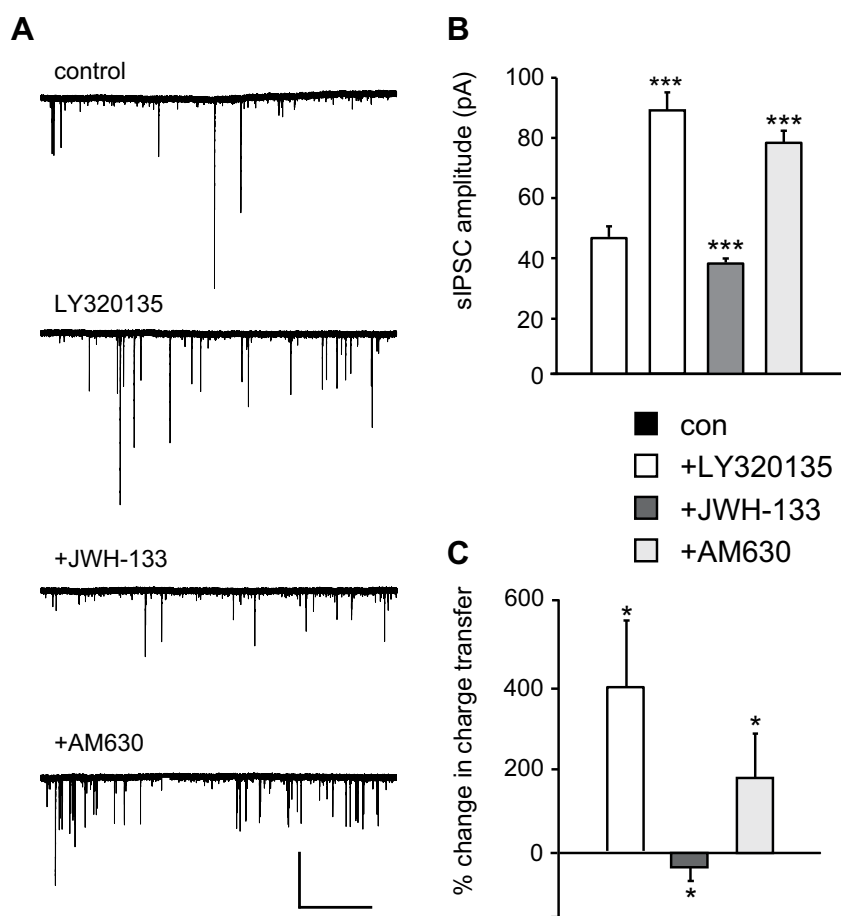 A
control
LY320135
+JWH-133
+AM630
B
sIPSC amplitude (pA)
100
80
60
40
20
0
***
***
***
con
+LY320135
+JWH-133
+AM630
C
% change in charge transfer
600
400
200
0
*
*
*